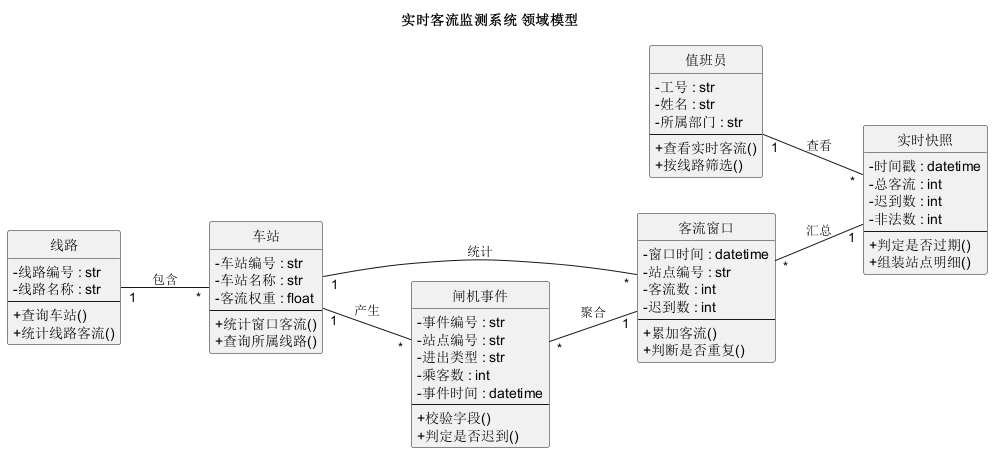 实时客流监测系统 领域模型
线路
-线路编号 : str
-线路名称 : str
+查询车站()
+统计线路客流()
包含
1
*
车站
-车站编号 : str
-车站名称 : str
-客流权重 : float
+统计窗口客流()
+查询所属线路()
统计
1
*
产生
1
*
闸机事件
-事件编号 : str
-站点编号 : str
-进出类型 : str
-乘客数 : int
-事件时间 : datetime
+校验字段()
+判定是否迟到()
聚合
*
1
客流窗口
-窗口时间 : datetime
-站点编号 : str
-客流数 : int
-迟到数 : int
+累加客流()
+判断是否重复()
汇总
*
1
值班员
-工号 : str
-姓名 : str
-所属部门 : str
+查看实时客流()
+按线路筛选()
查看
1
*
实时快照
-时间戳 : datetime
-总客流 : int
-迟到数 : int
-非法数 : int
+判定是否过期()
+组装站点明细()